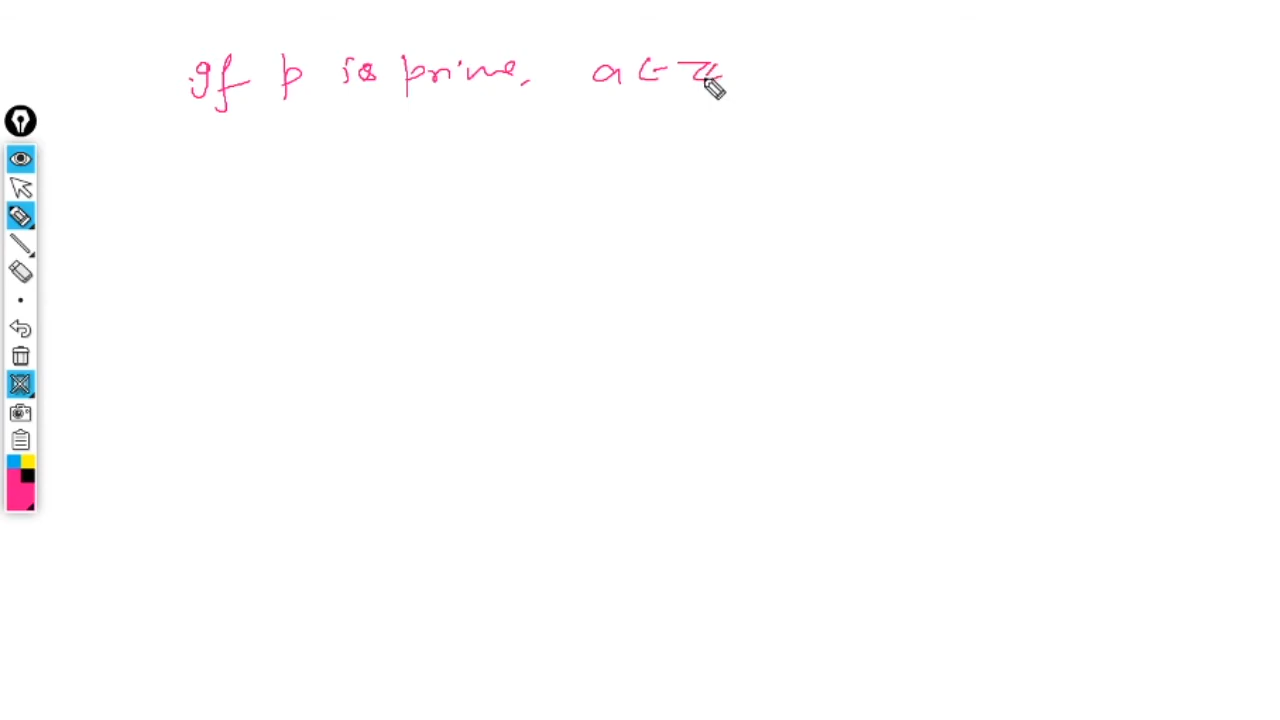 If p is prime, a ∈ ℤ